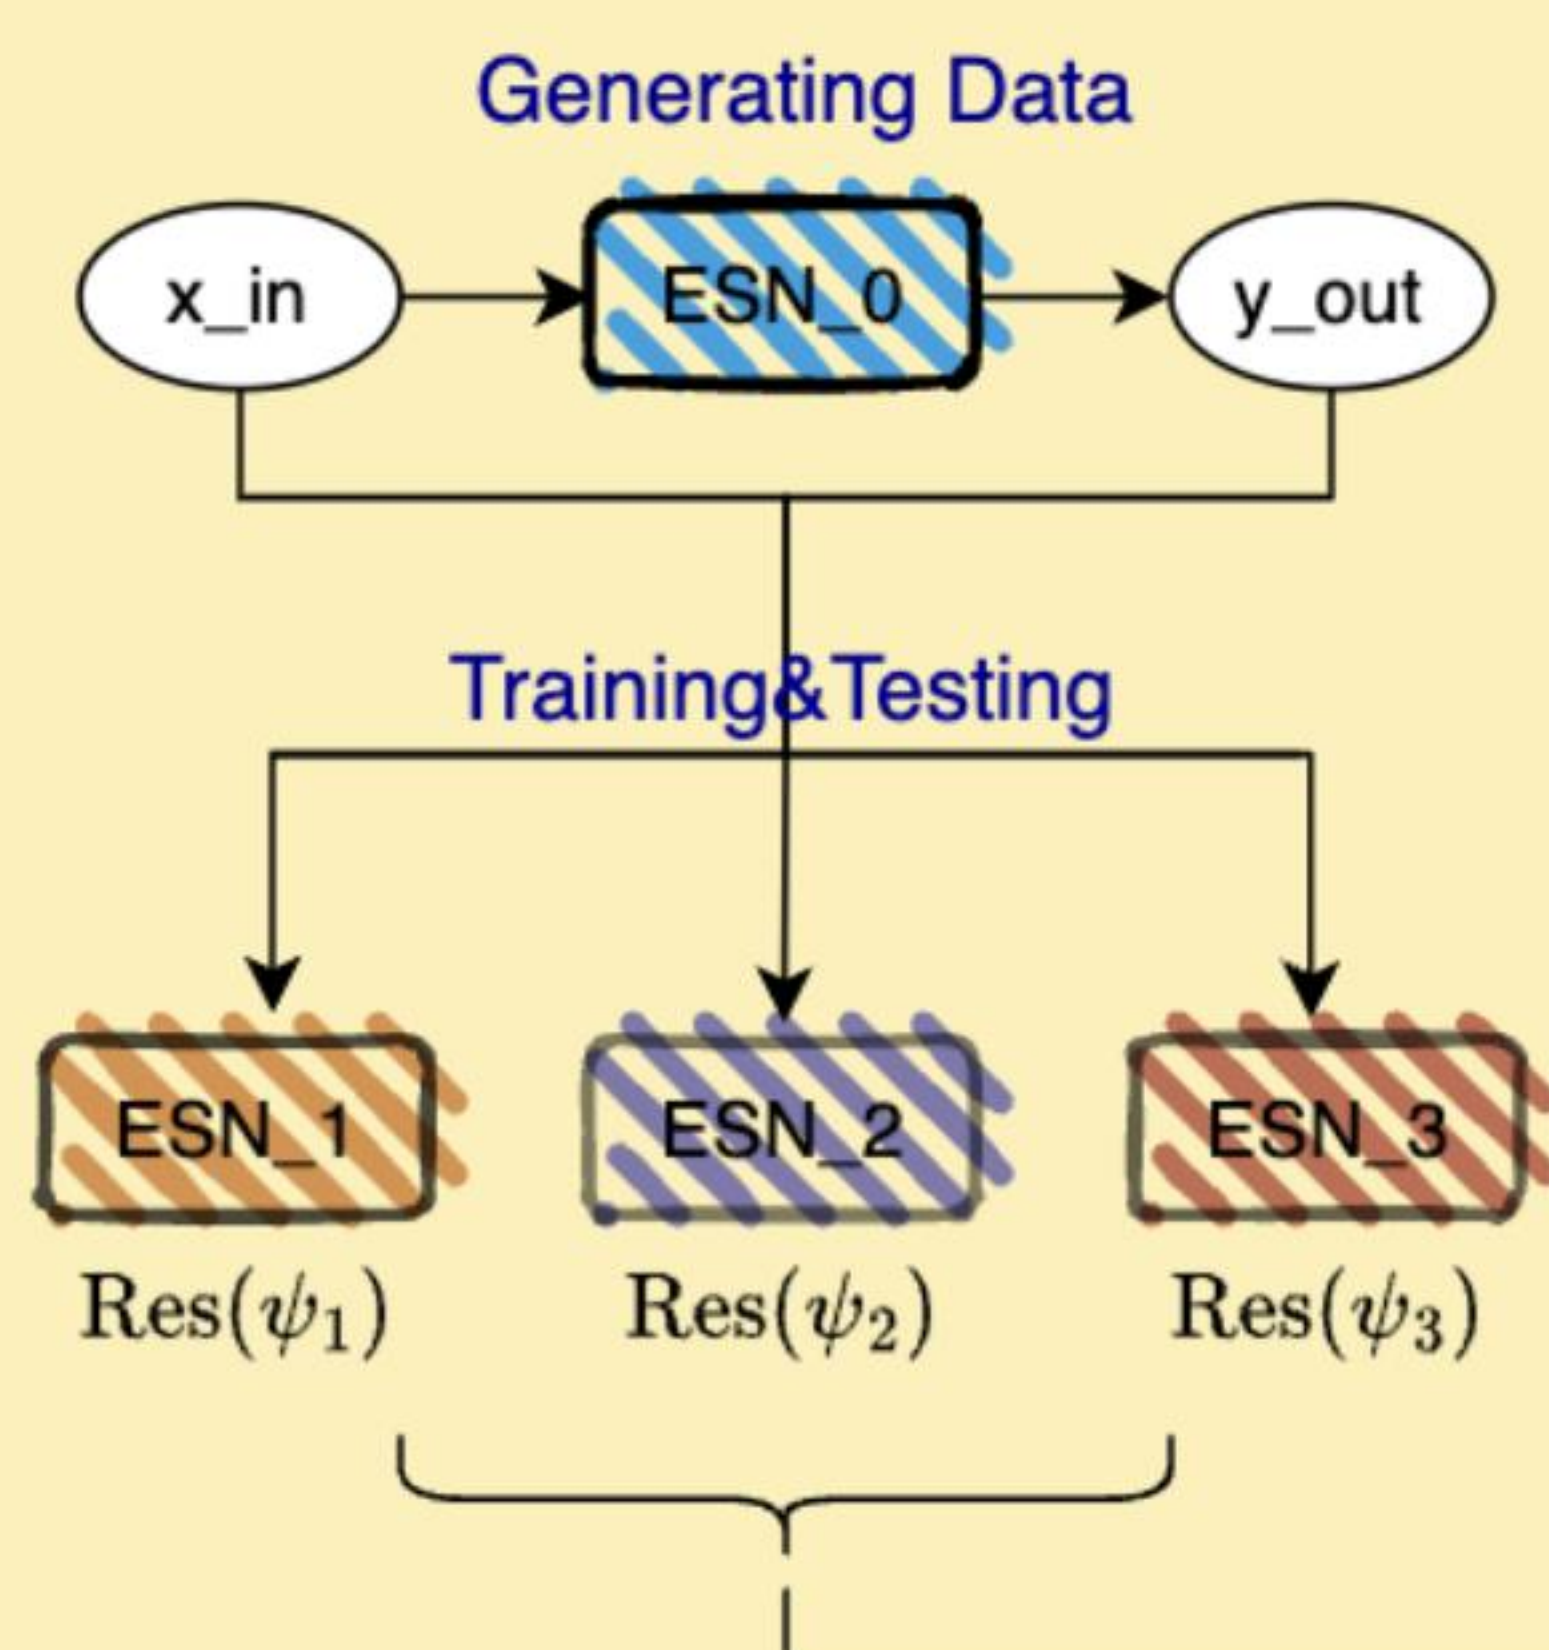 Generating Data
x_in ESN_0 y_out
Training&Testing
ESN_1 ESN_2 ESN_3
Res(ψ₁) Res(ψ₂) Res(ψ₃)